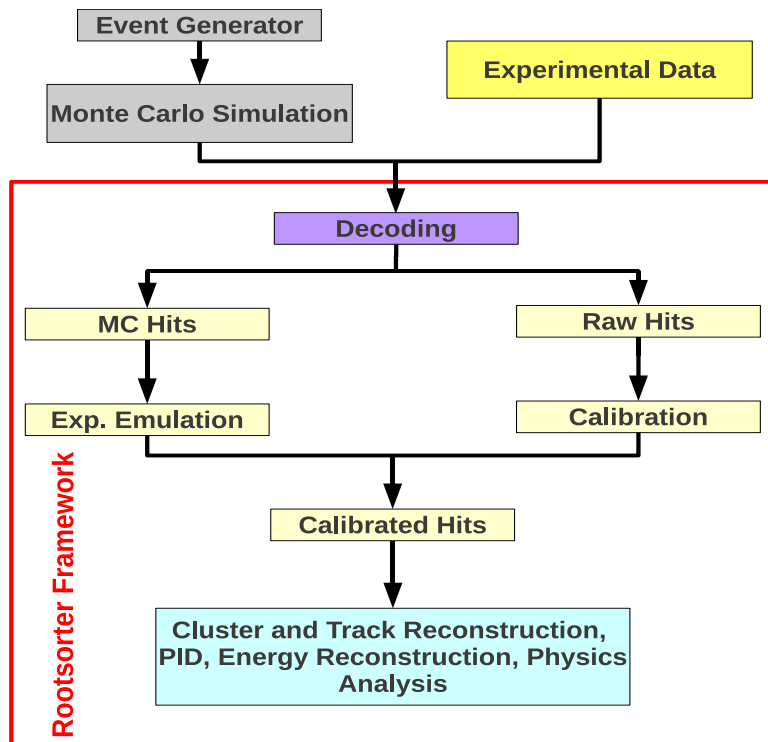 Event Generator
Experimental Data
Monte Carlo Simulation
Decoding
MC Hits
Raw Hits
Exp. Emulation
Calibration
Calibrated Hits
Rootsorter Framework
Cluster and Track Reconstruction,
PID, Energy Reconstruction, Physics
Analysis